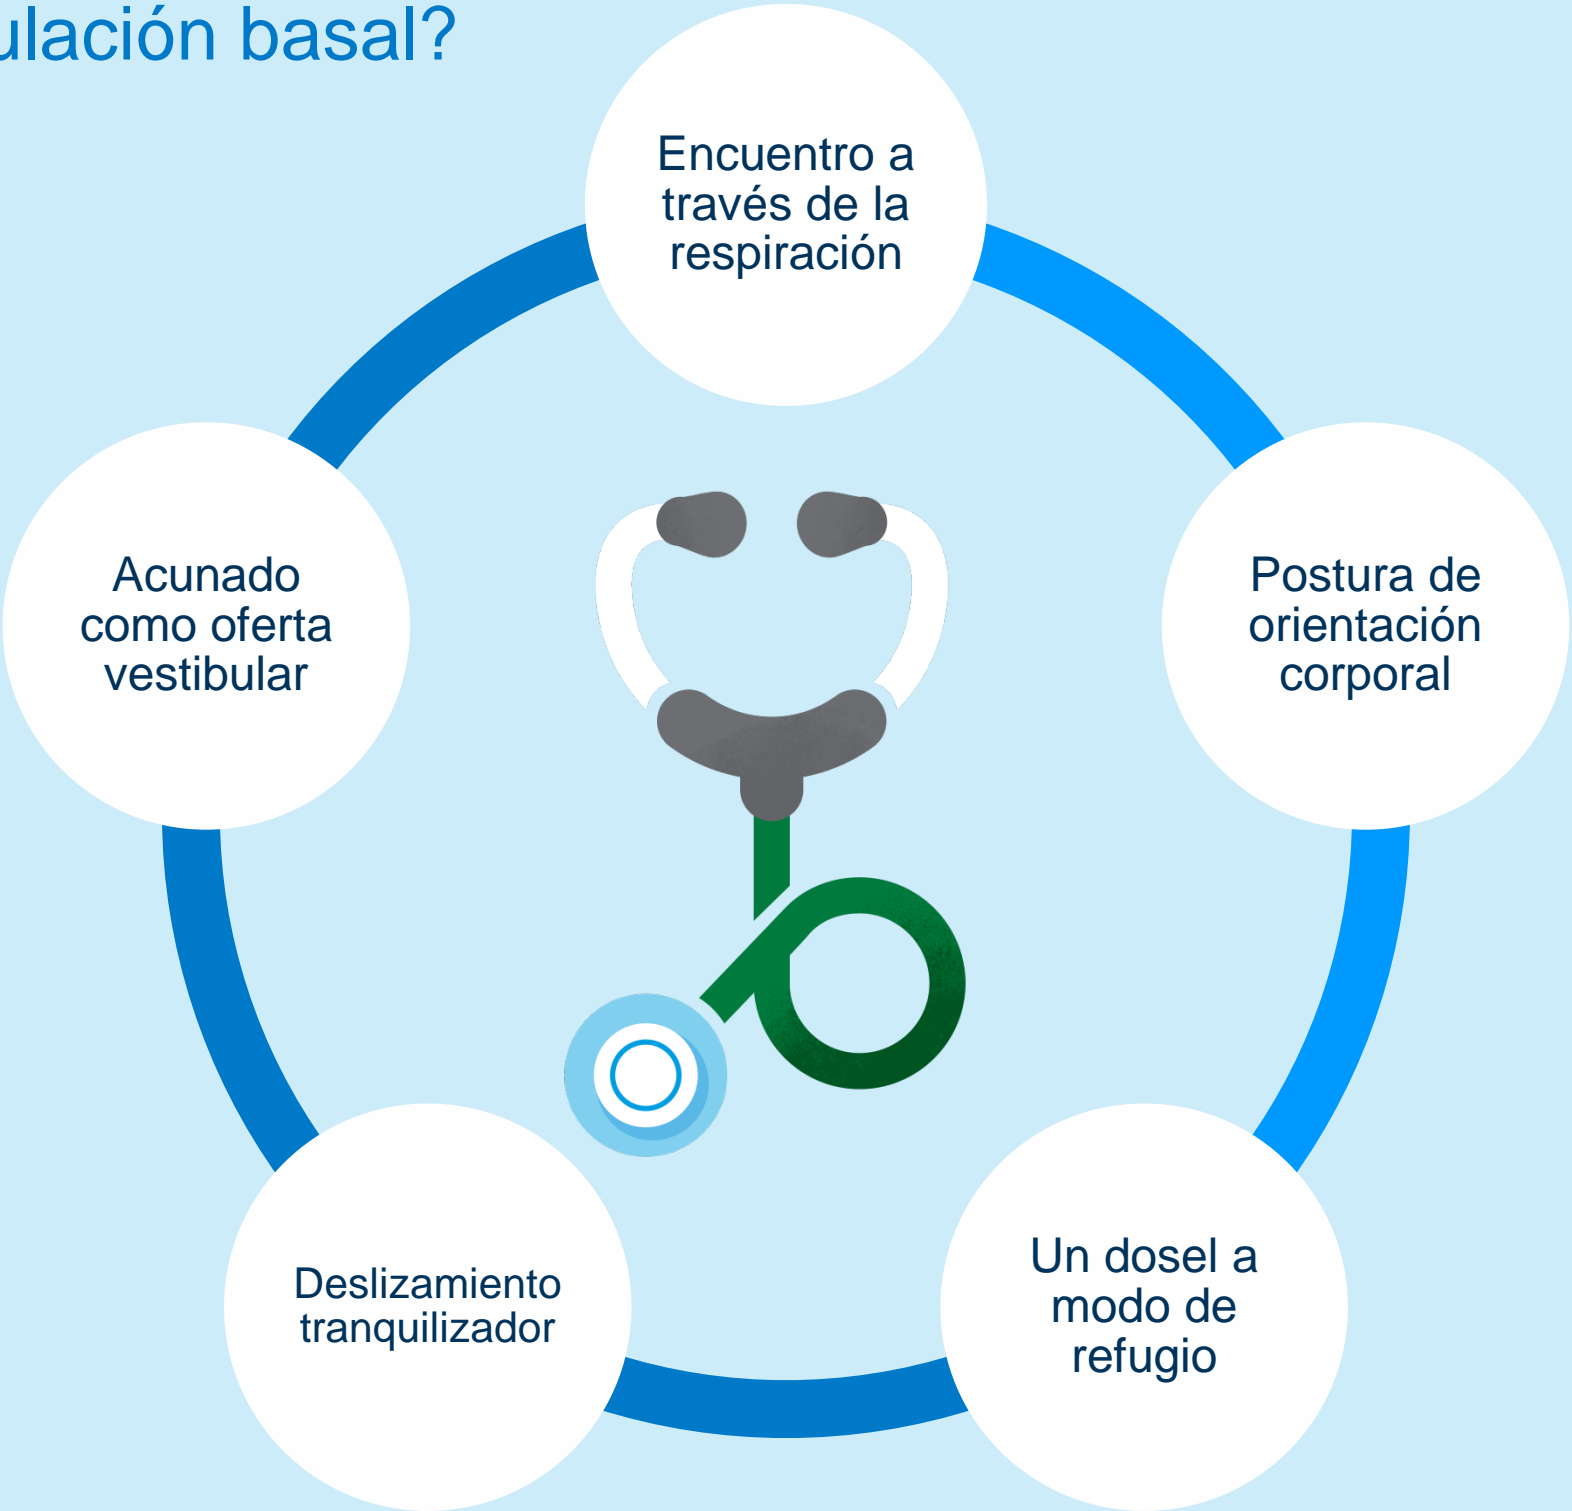 ulación basal?
Encuentro a
través de la
respiración
Postura de
orientación
corporal
Un dosel a
modo de
refugio
Deslizamiento
tranquilizador
Acunado
como oferta
vestibular